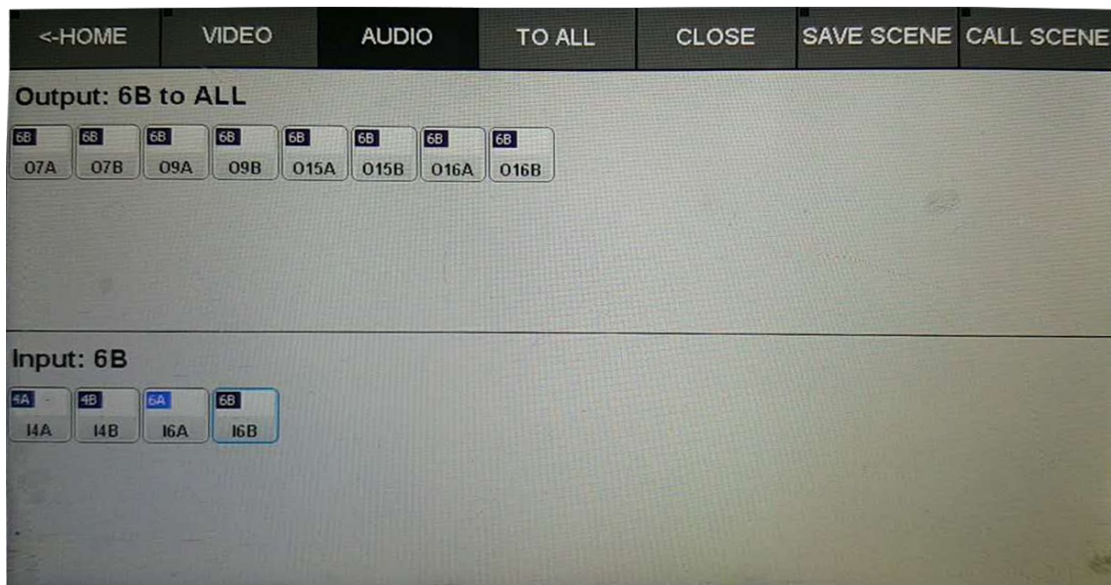 <-HOME VIDEO AUDIO TO ALL CLOSE SAVE SCENE CALL SCENE
Output: 6B to ALL
6B 6B 6B 6B 6B 6B 6B 6B
O7A O7B O9A O9B O15A O15B O16A O16B
Input: 6B
4A 4B 6A 6B
I4A I4B I6A I6B